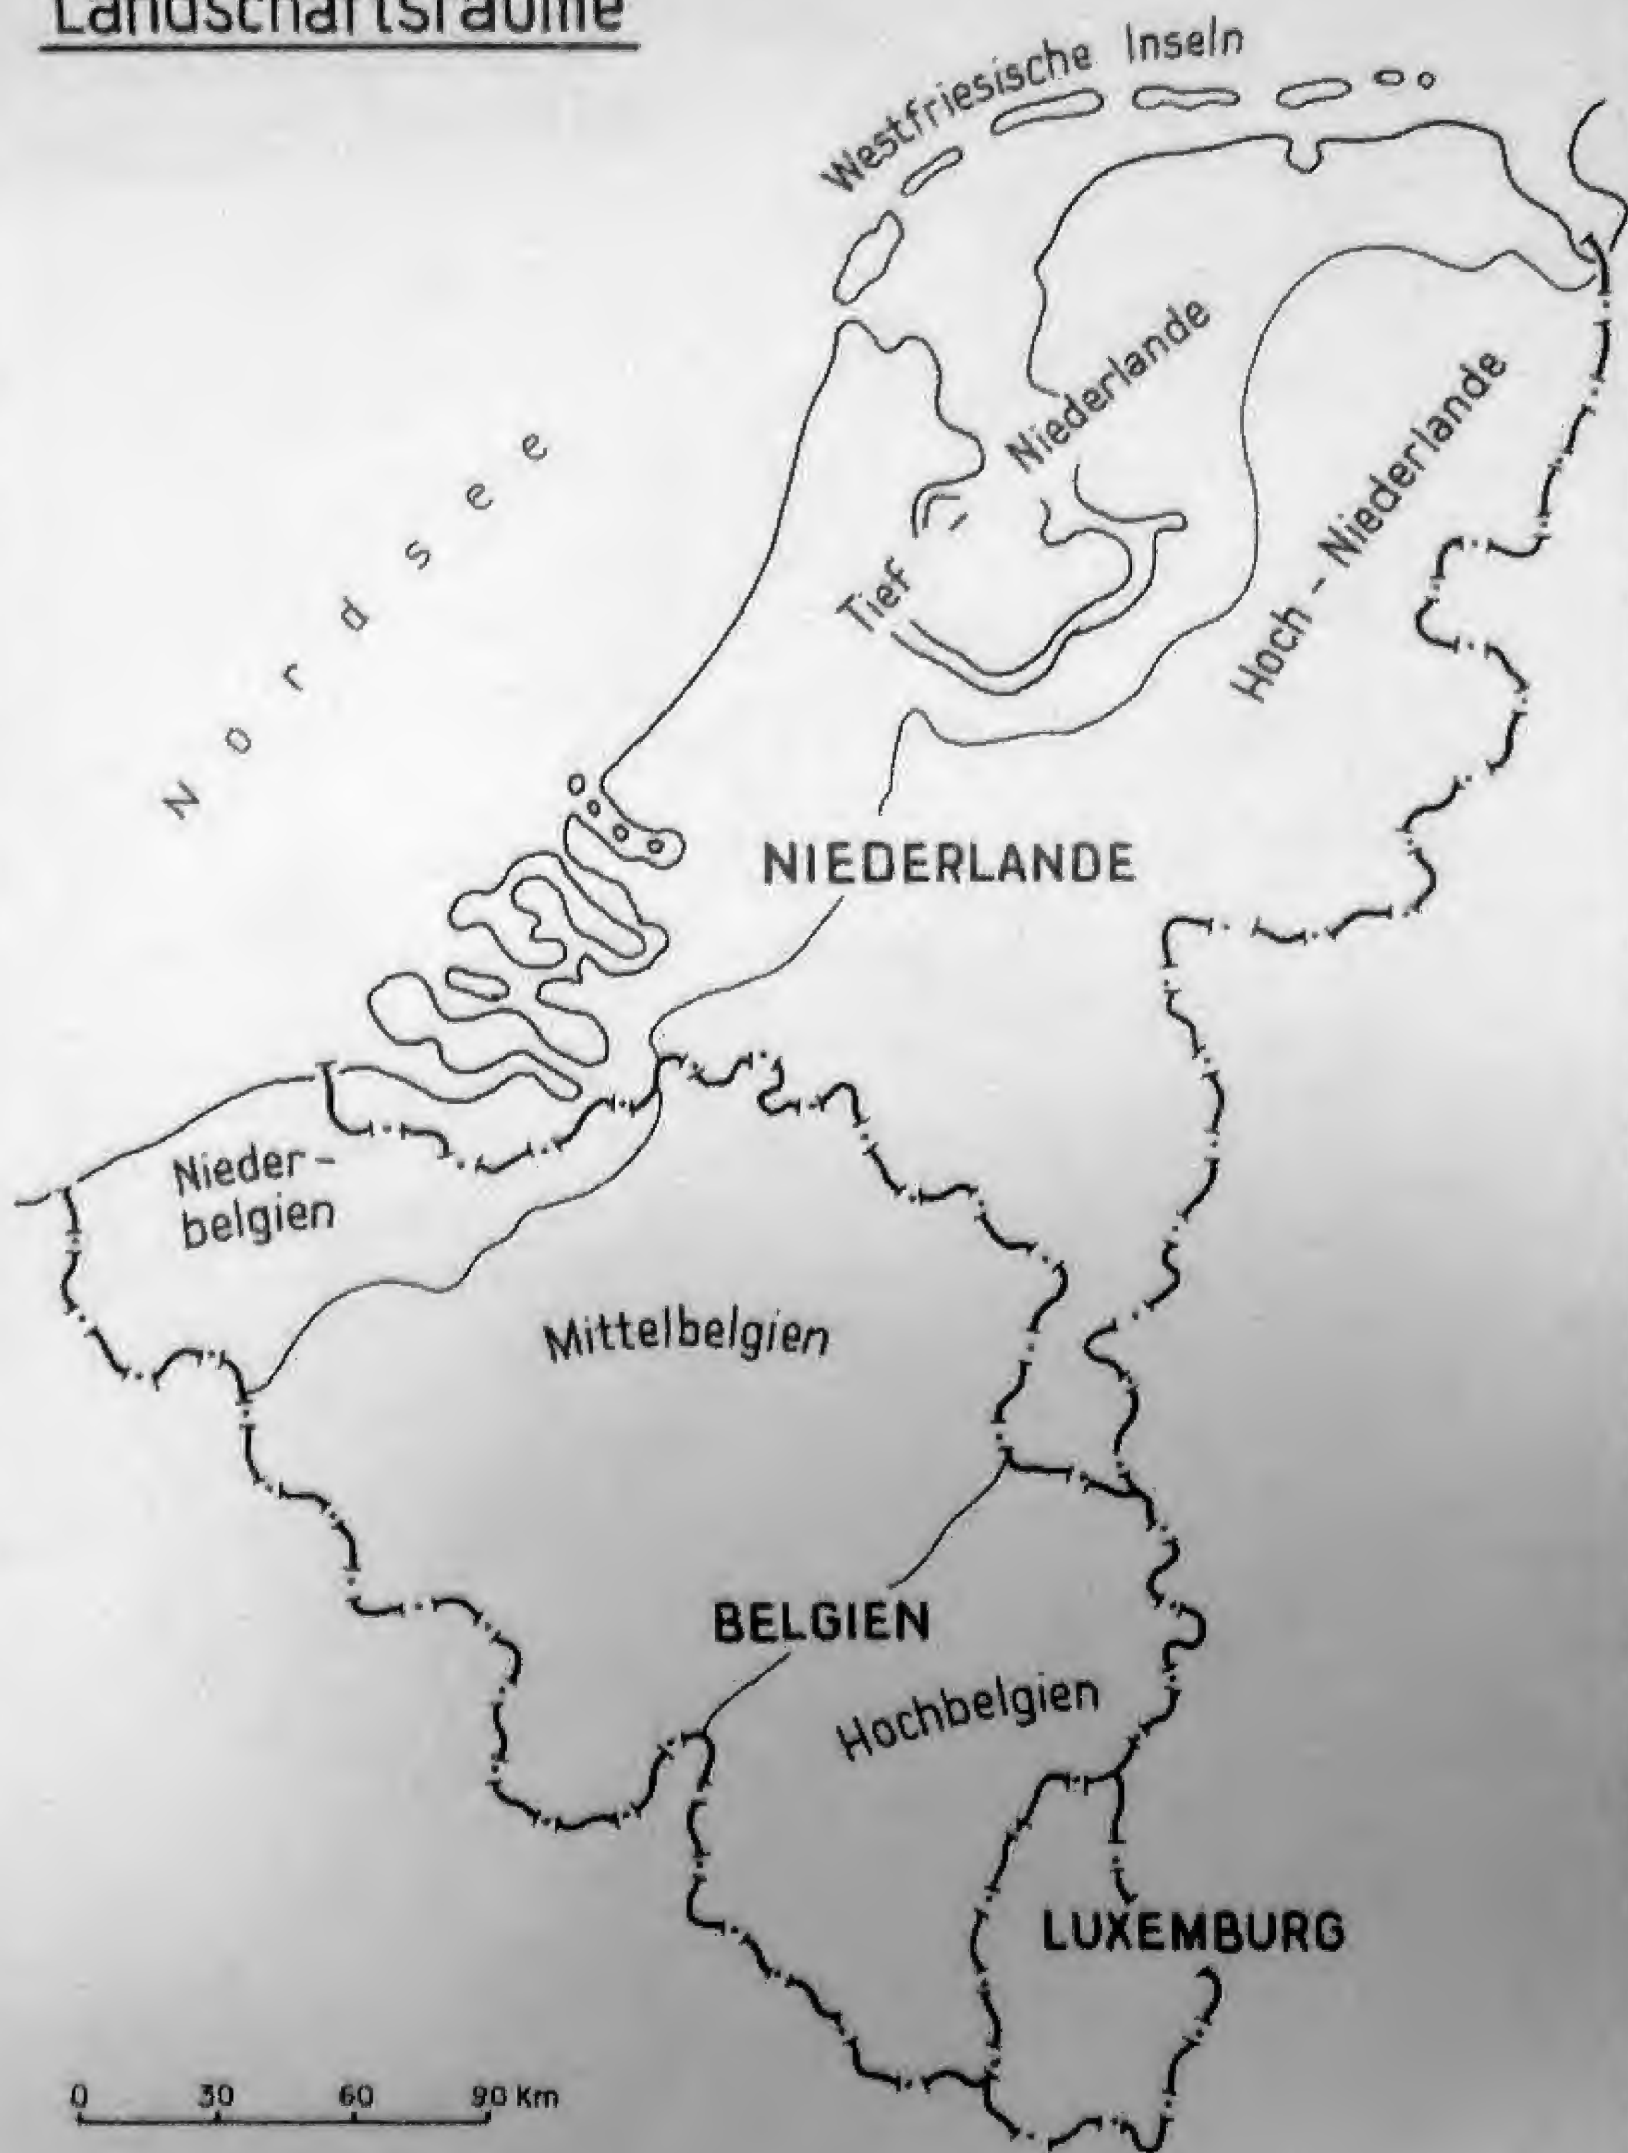 Landschaftsräume
Westfriesische Inseln
Nordsee
Tief
Niederlande
Hoch - Niederlande
NIEDERLANDE
Nieder-
belgien
Mittelbelgien
BELGIEN
Hochbelgien
LUXEMBURG
0 30 60 90 Km